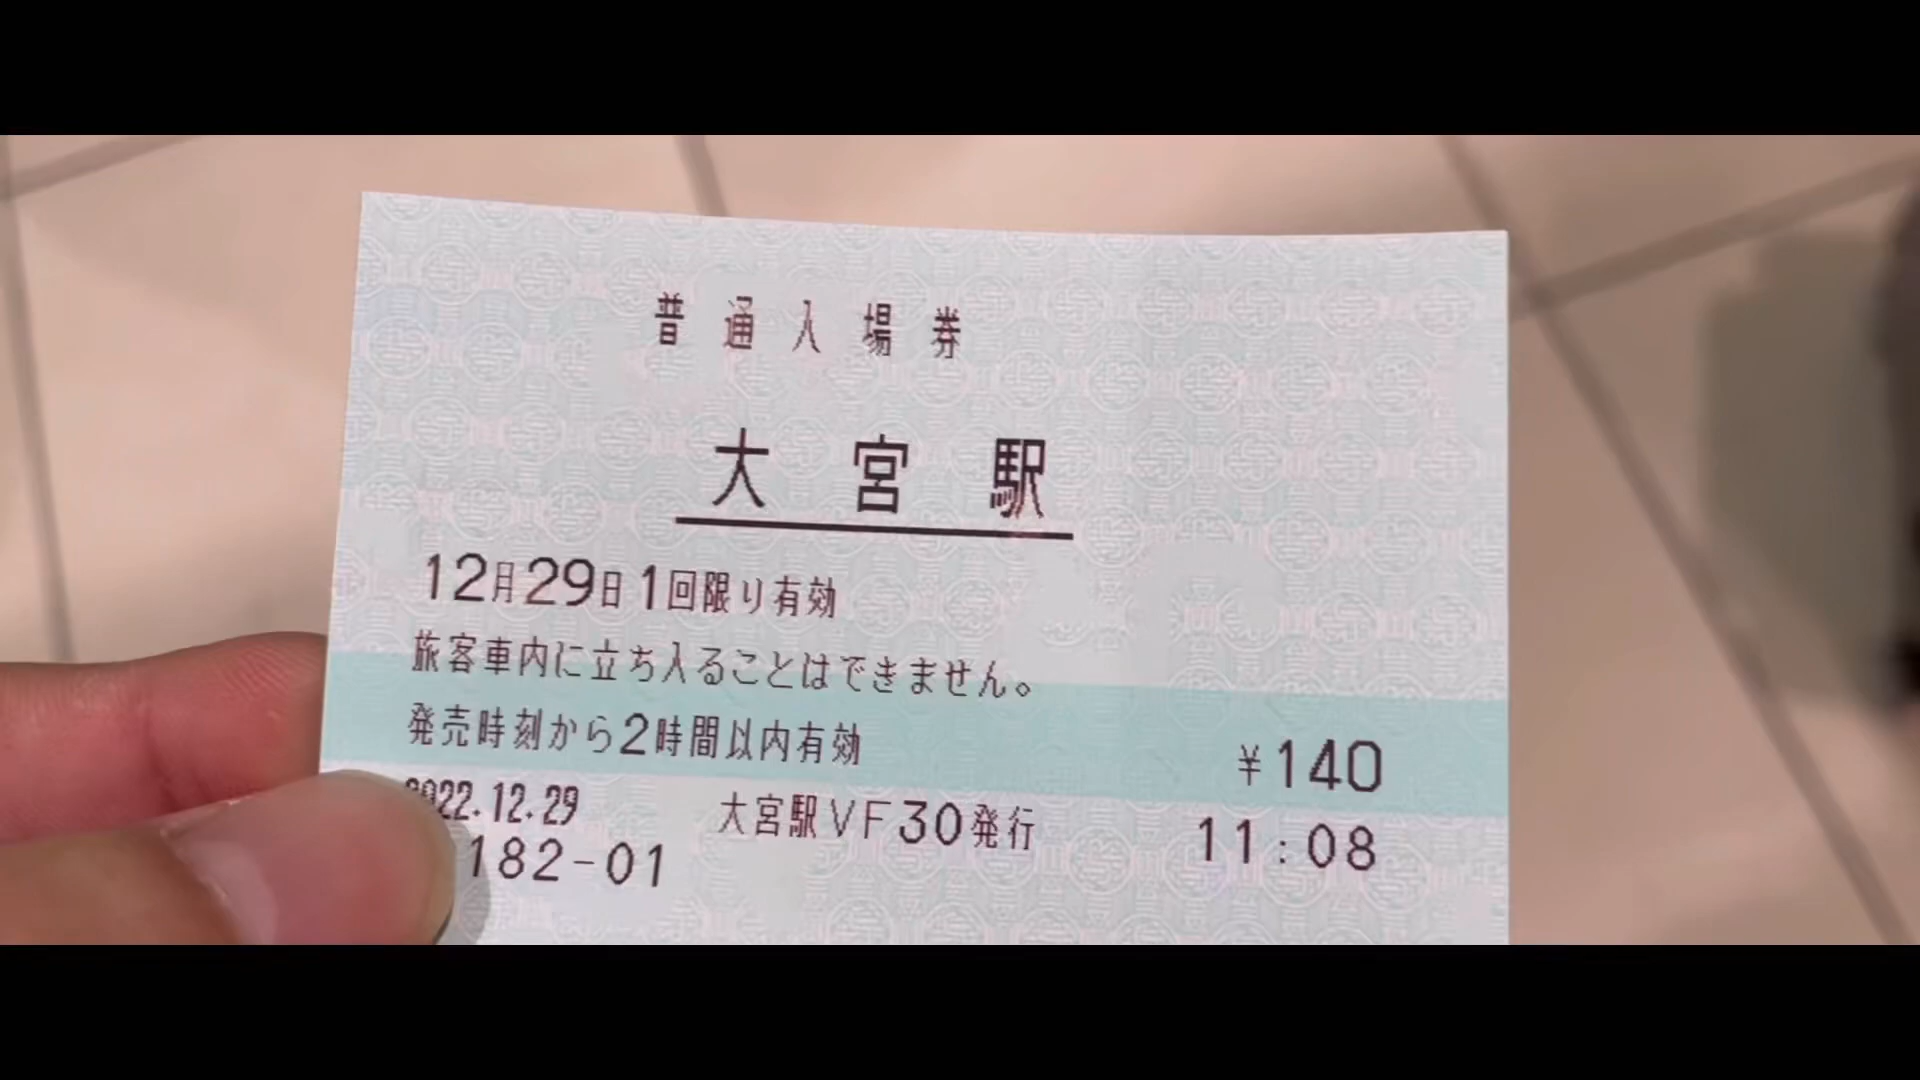 普通入場券
大宮駅
12月29日1回限り有効
旅客車内に立ち入ることはできません。
発売時刻から2時間以内有効
¥140
2022.12.29 大宮駅VF30発行 11:08
182-01